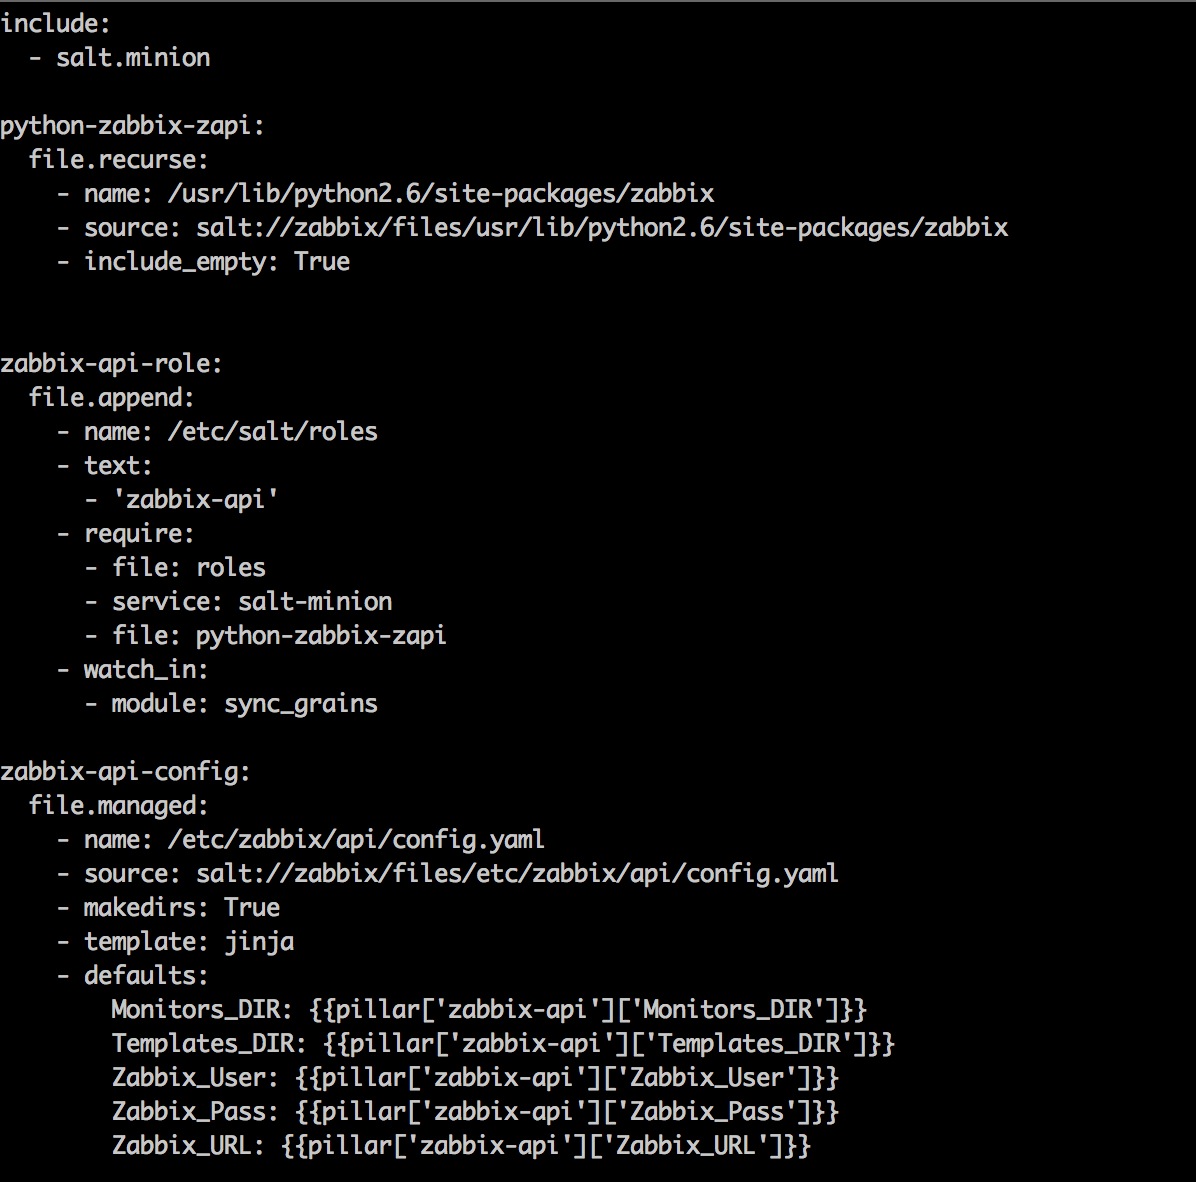 include:
  - salt.minion

python-zabbix-zapi:
  file.recurse:
    - name: /usr/lib/python2.6/site-packages/zabbix
    - source: salt://zabbix/files/usr/lib/python2.6/site-packages/zabbix
    - include_empty: True


zabbix-api-role:
  file.append:
    - name: /etc/salt/roles
    - text:
      - 'zabbix-api'
    - require:
      - file: roles
      - service: salt-minion
      - file: python-zabbix-zapi
    - watch_in:
      - module: sync_grains

zabbix-api-config:
  file.managed:
    - name: /etc/zabbix/api/config.yaml
    - source: salt://zabbix/files/etc/zabbix/api/config.yaml
    - makedirs: True
    - template: jinja
    - defaults:
        Monitors_DIR: {{pillar['zabbix-api']['Monitors_DIR']}}
        Templates_DIR: {{pillar['zabbix-api']['Templates_DIR']}}
        Zabbix_User: {{pillar['zabbix-api']['Zabbix_User']}}
        Zabbix_Pass: {{pillar['zabbix-api']['Zabbix_Pass']}}
        Zabbix_URL: {{pillar['zabbix-api']['Zabbix_URL']}}